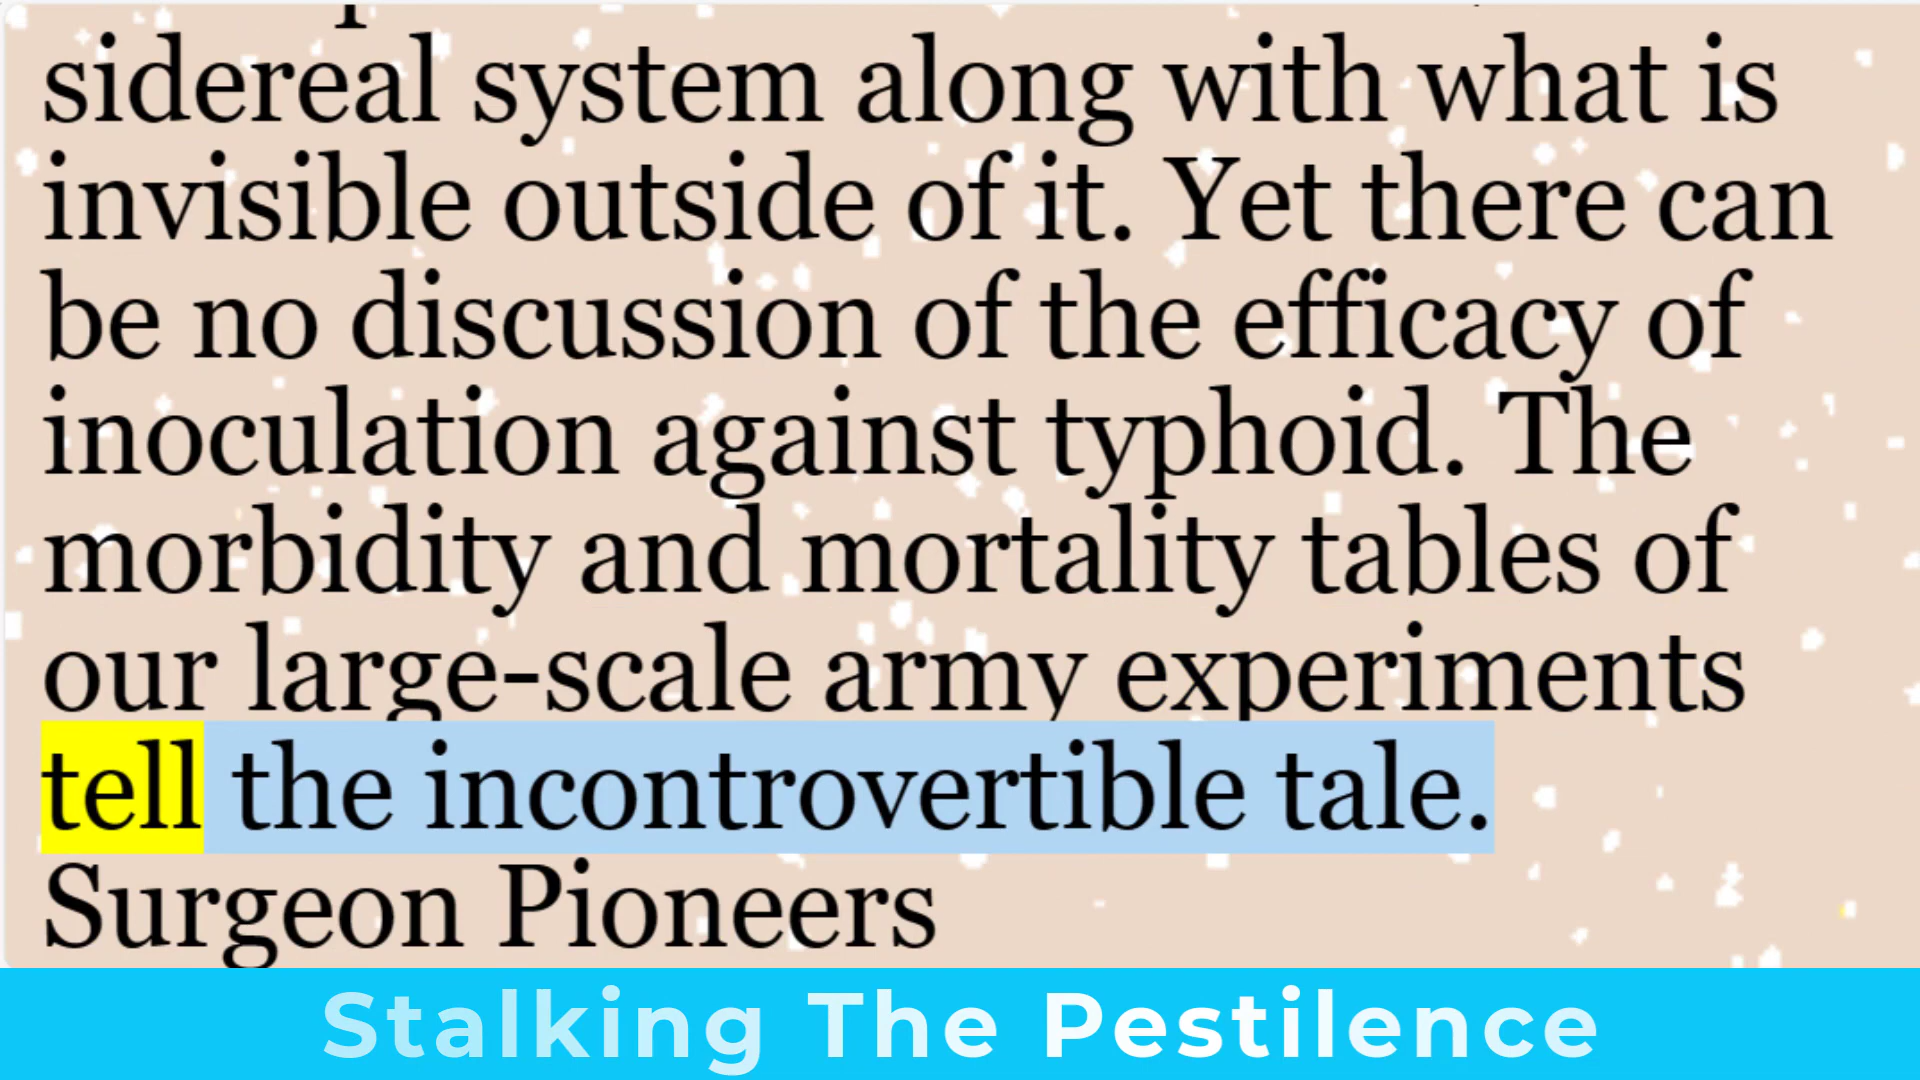 sidereal system along with what is
invisible outside of it. Yet there can
be no discussion of the efficacy of
inoculation against typhoid. The
morbidity and mortality tables of
our large-scale army experiments
tell the incontrovertible tale.
Surgeon Pioneers
Stalking The Pestilence